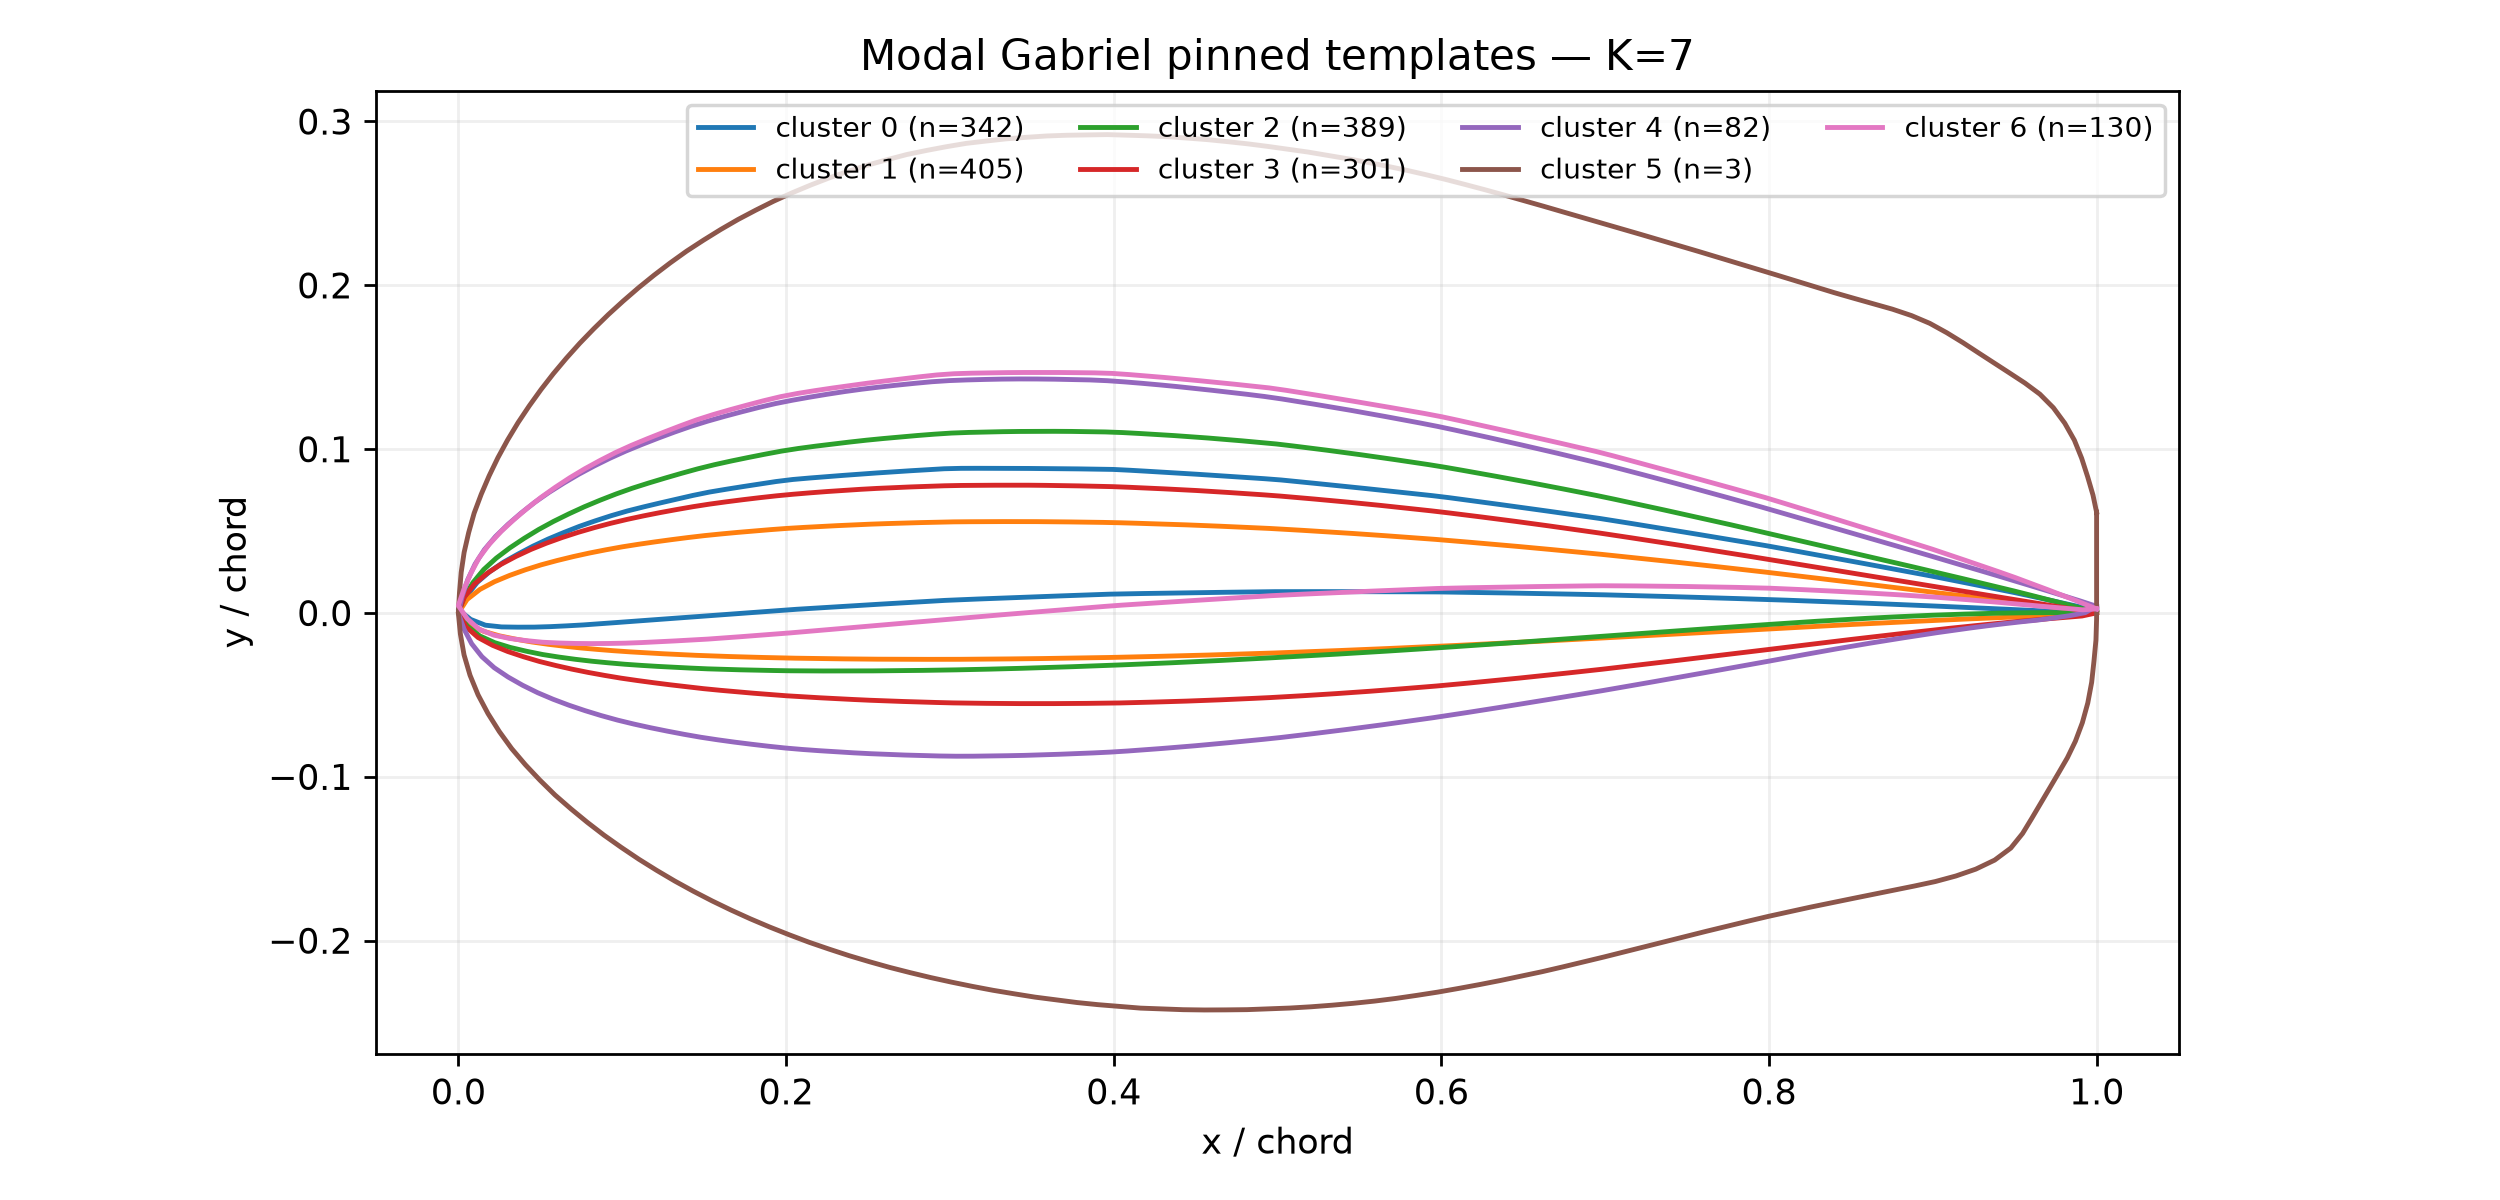 Modal Gabriel pinned templates — K=7
cluster 0 (n=342)
cluster 1 (n=405)
cluster 2 (n=389)
cluster 3 (n=301)
cluster 4 (n=82)
cluster 5 (n=3)
cluster 6 (n=130)
y / chord
0.3
0.2
0.1
0.0
−0.1
−0.2
0.0 0.2 0.4 0.6 0.8 1.0
x / chord